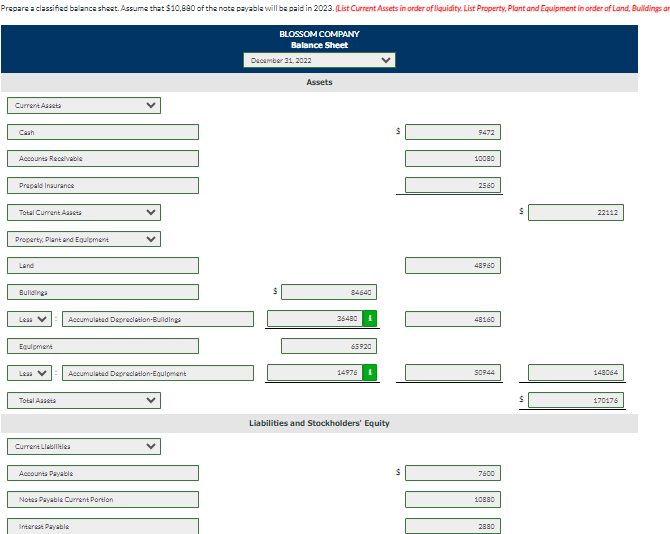 Prepare a classified balance sheet. Assume that $10,880 of the note payable will be paid in 2023. (List Current Assets in order of liquidity. List Property, Plant and Equipment in order of Land, Buildings
BLOSSOM COMPANY
Balance Sheet
December 31, 2022
Assets
Current Assets
Cash $ 9472
Accounts Receivable 10080
Prepaid Insurance 2560
Total Current Assets $ 22112
Property, Plant and Equipment
Land 48960
Buildings $ 84640
Less : Accumulated Depreciation-Buildings 36480 i 48160
Equipment 65920
Less : Accumulated Depreciation-Equipment 14976 i 50944 148064
Total Assets $ 170176
Liabilities and Stockholders' Equity
Current Liabilities
Accounts Payable $ 7600
Notes Payable Current Portion 10880
Interest Payable 2880